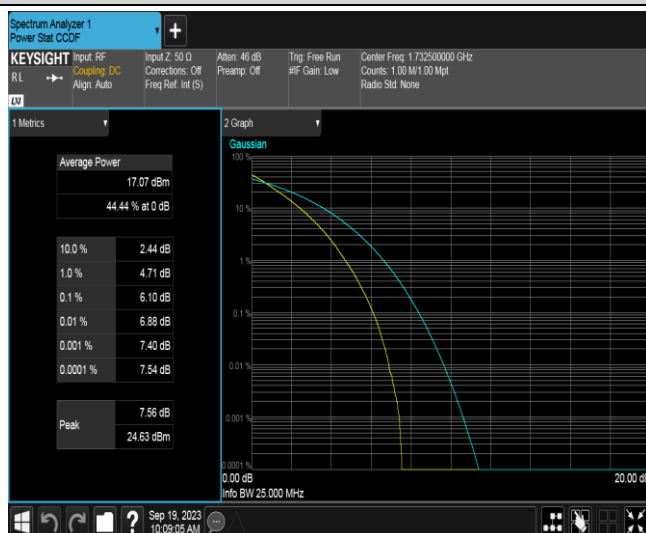 Spectrum Analyzer 1
Power Stat CCDF
+
KEYSIGHT
RL
LXI
Input: RF
Coupling: DC
Align: Auto
Input Z: 50 Ω
Corrections: Off
Freq Ref: Int (S)
Atten: 46 dB
Preamp: Off
Trig: Free Run
#IF Gain: Low
Center Freq: 1.732500000 GHz
Counts: 1.00 M/1.00 Mpt
Radio Std: None
1 Metrics
Average Power
17.07 dBm
44.44 % at 0 dB
10.0 % 2.44 dB
1.0 % 4.71 dB
0.1 % 6.10 dB
0.01 % 6.88 dB
0.001 % 7.40 dB
0.0001 % 7.54 dB
Peak
7.56 dB
24.63 dBm
2 Graph
Gaussian
100 %
10 %
1 %
0.1 %
0.01 %
0.001 %
0.0001 %
0.00 dB
20.00 dB
Info BW 25.000 MHz
?
Sep 19, 2023
10:09:05 AM